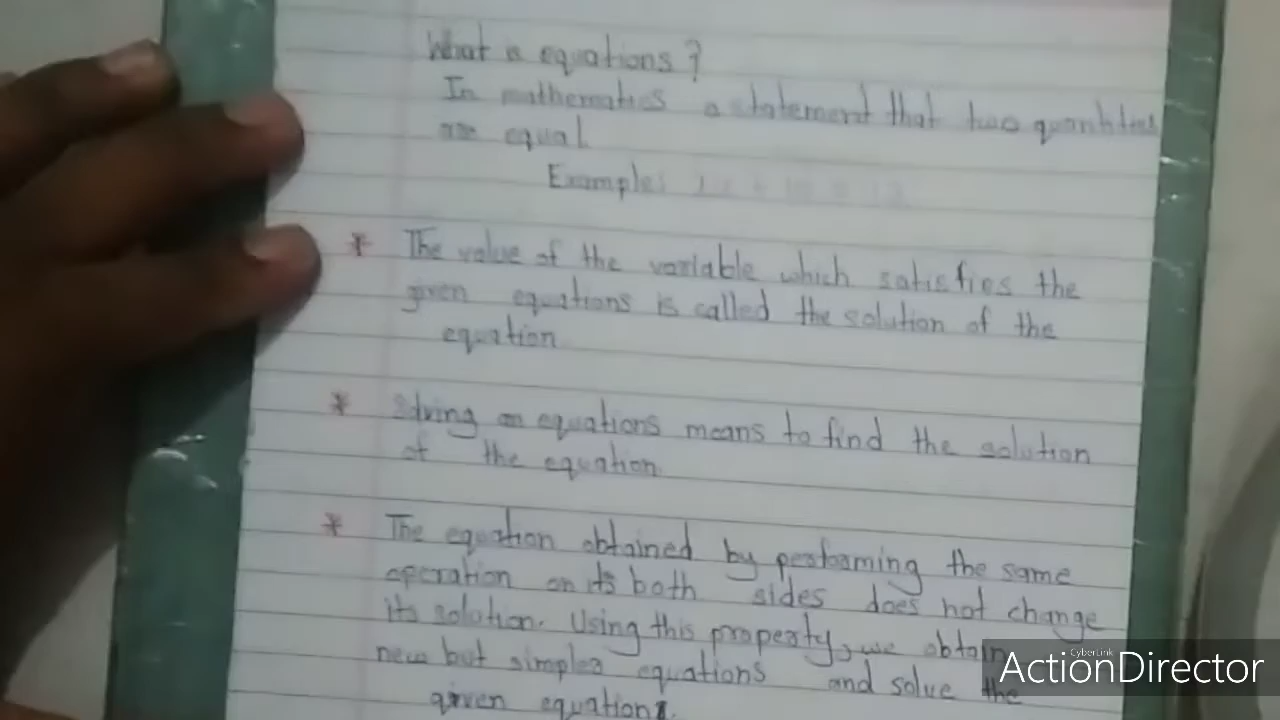 What is equations?
In mathematics a statement that two quantities
are equal
Example:
* The value of the variable which satisfies the
given equations is called the solution of the
equation
* solving an equations means to find the solution
of the equation.
* The equation obtained by performing the same
operation on its both sides does not change
its solution. Using this property, we obtain
new but simpler equations and solve the
given equation.
CyberLink
ActionDirector